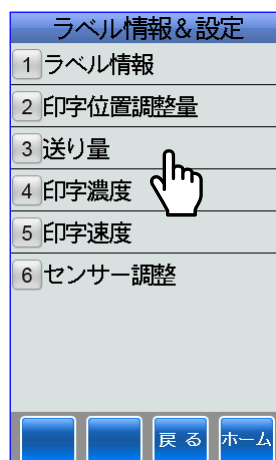 ラベル情報＆設定
1 ラベル情報
2 印字位置調整量
3 送り量
4 印字濃度
5 印字速度
6 センサー調整
戻る ホーム